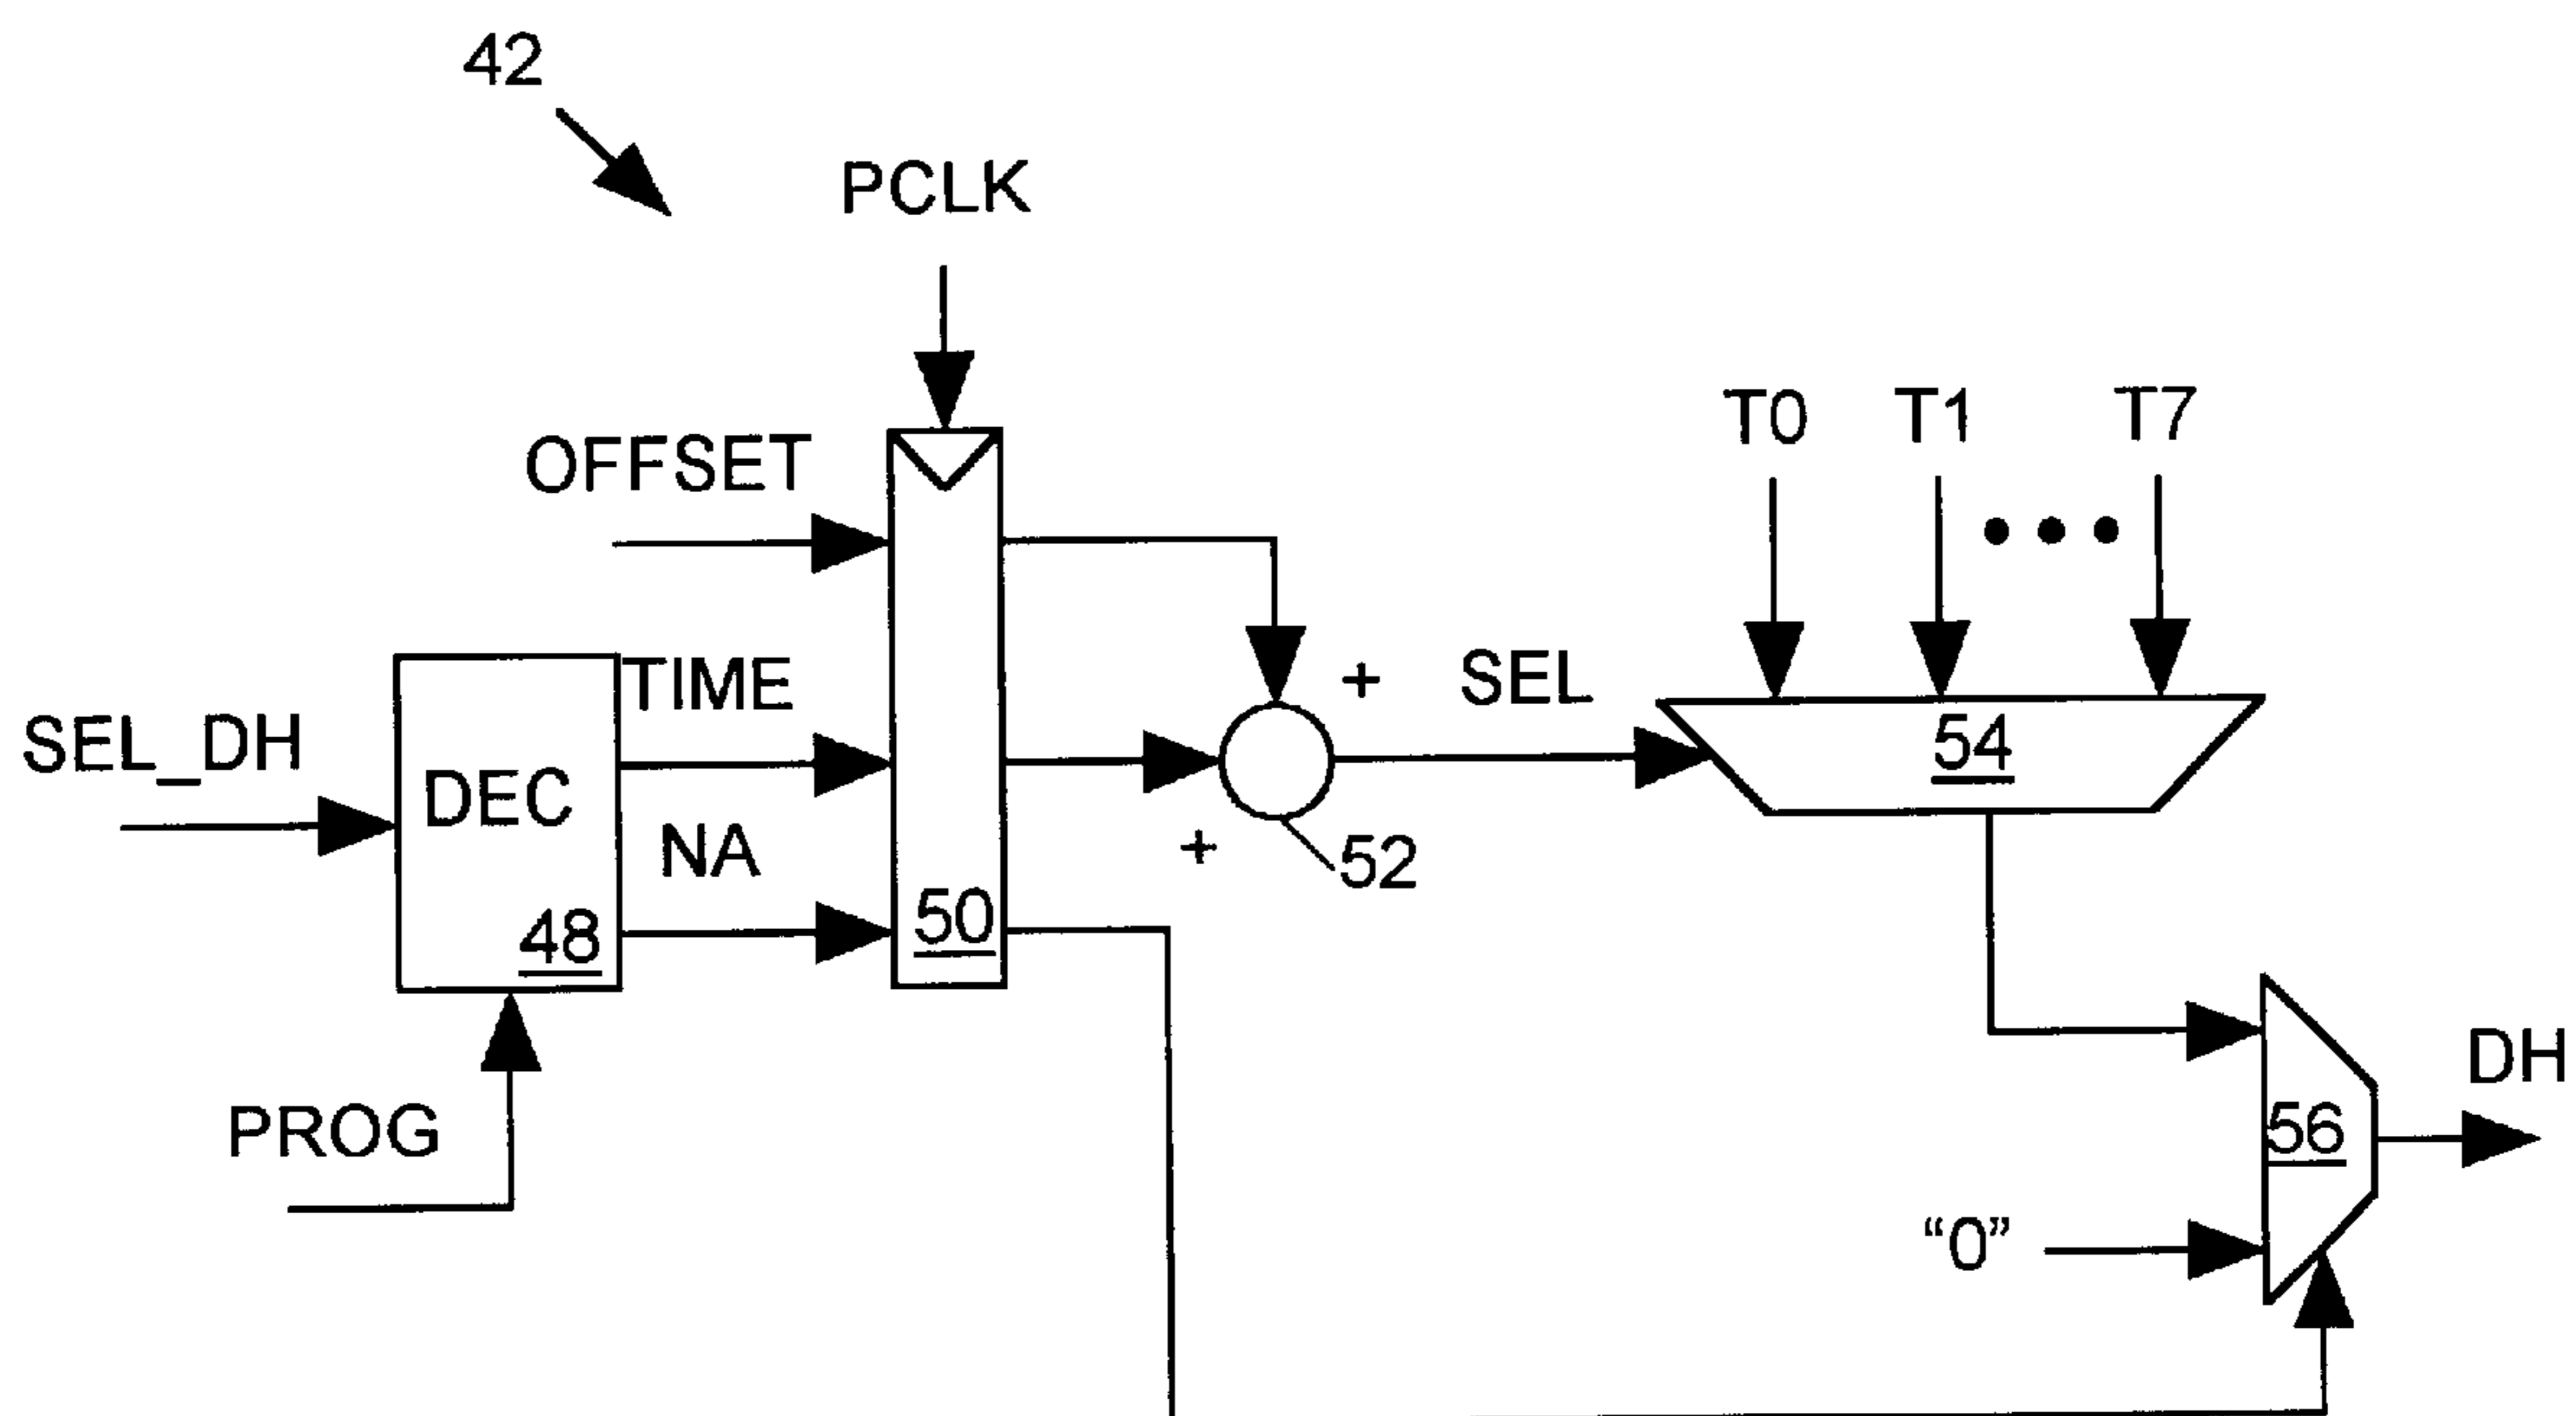 42
PCLK
OFFSET
T0 T1 T7
TIME
+ SEL
SEL_DH
DEC
54
NA
+
52
48
50
PROG
DH
56
“0”